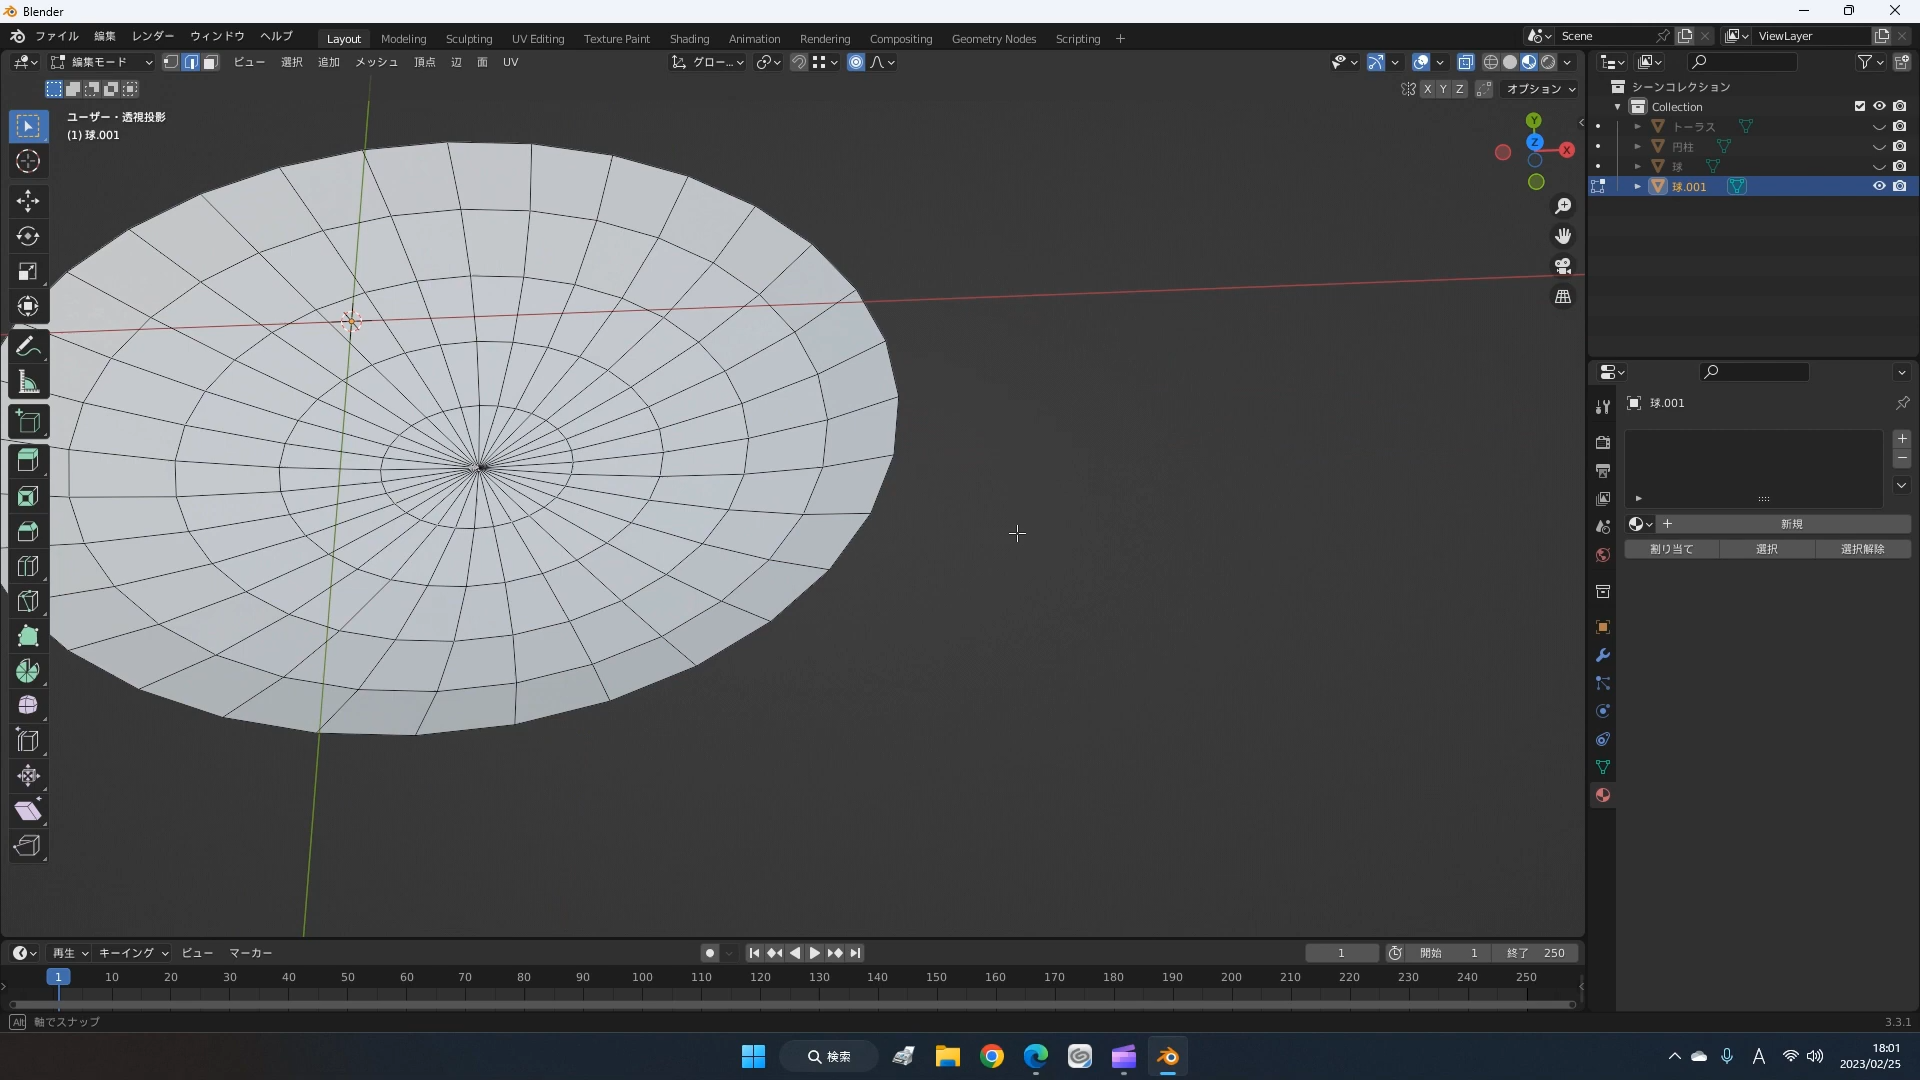 Blender
ファイル 編集 レンダー ウィンドウ ヘルプ Layout Modeling Sculpting UV Editing Texture Paint Shading Animation Rendering Compositing Geometry Nodes Scripting + Scene ViewLayer
編集モード ビュー 選択 追加 メッシュ 頂点 辺 面 UV グロー...
X Y Z オプション
シーンコレクション
Collection
トーラス
円柱
球
球.001
ユーザー・透視投影
(1) 球.001
Y
Z
X
球.001
新規
割り当て 選択 選択解除
再生 キーイング ビュー マーカー 1 開始 1 終了 250
1 10 20 30 40 50 60 70 80 90 100 110 120 130 140 150 160 170 180 190 200 210 220 230 240 250
Alt 軸でスナップ 3.3.1
検索 A 18:01
2023/02/25